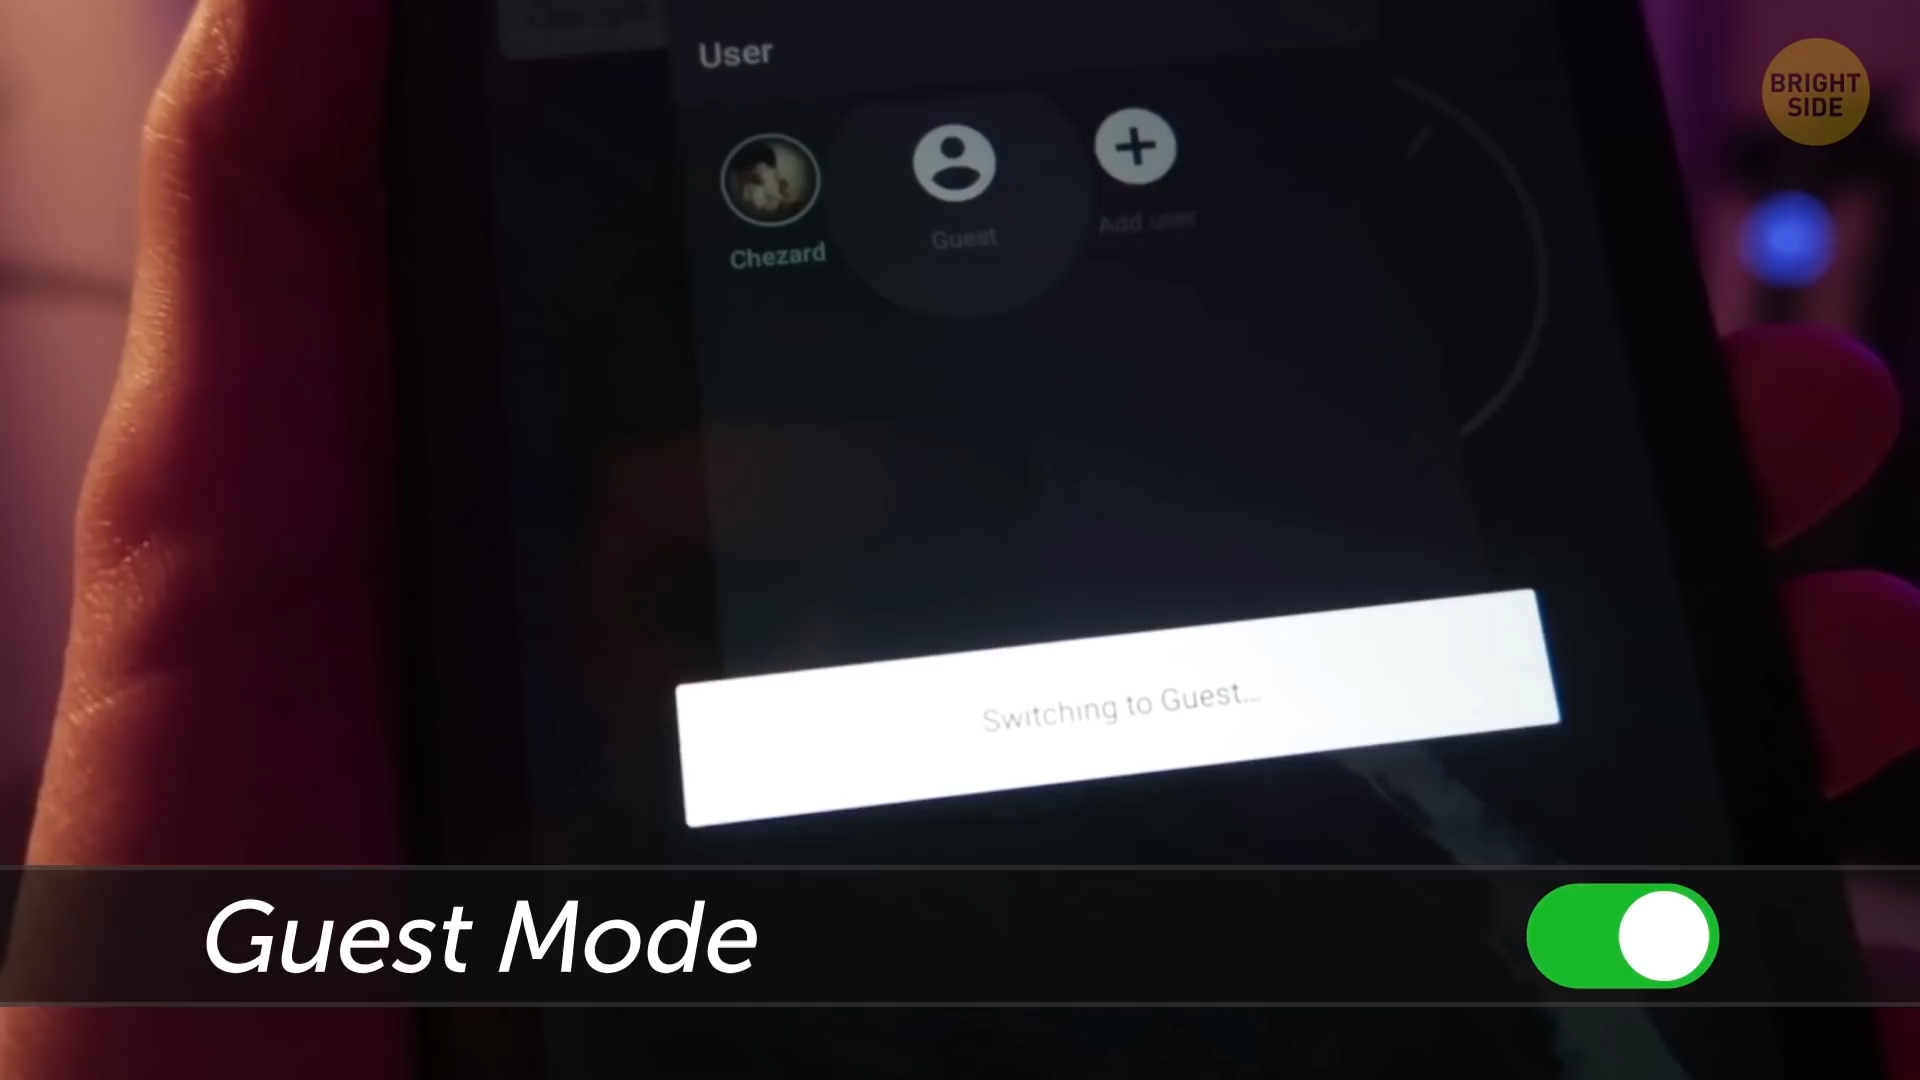 User
BRIGHT
SIDE
Chezard
Guest
Add user
Switching to Guest...
Guest Mode